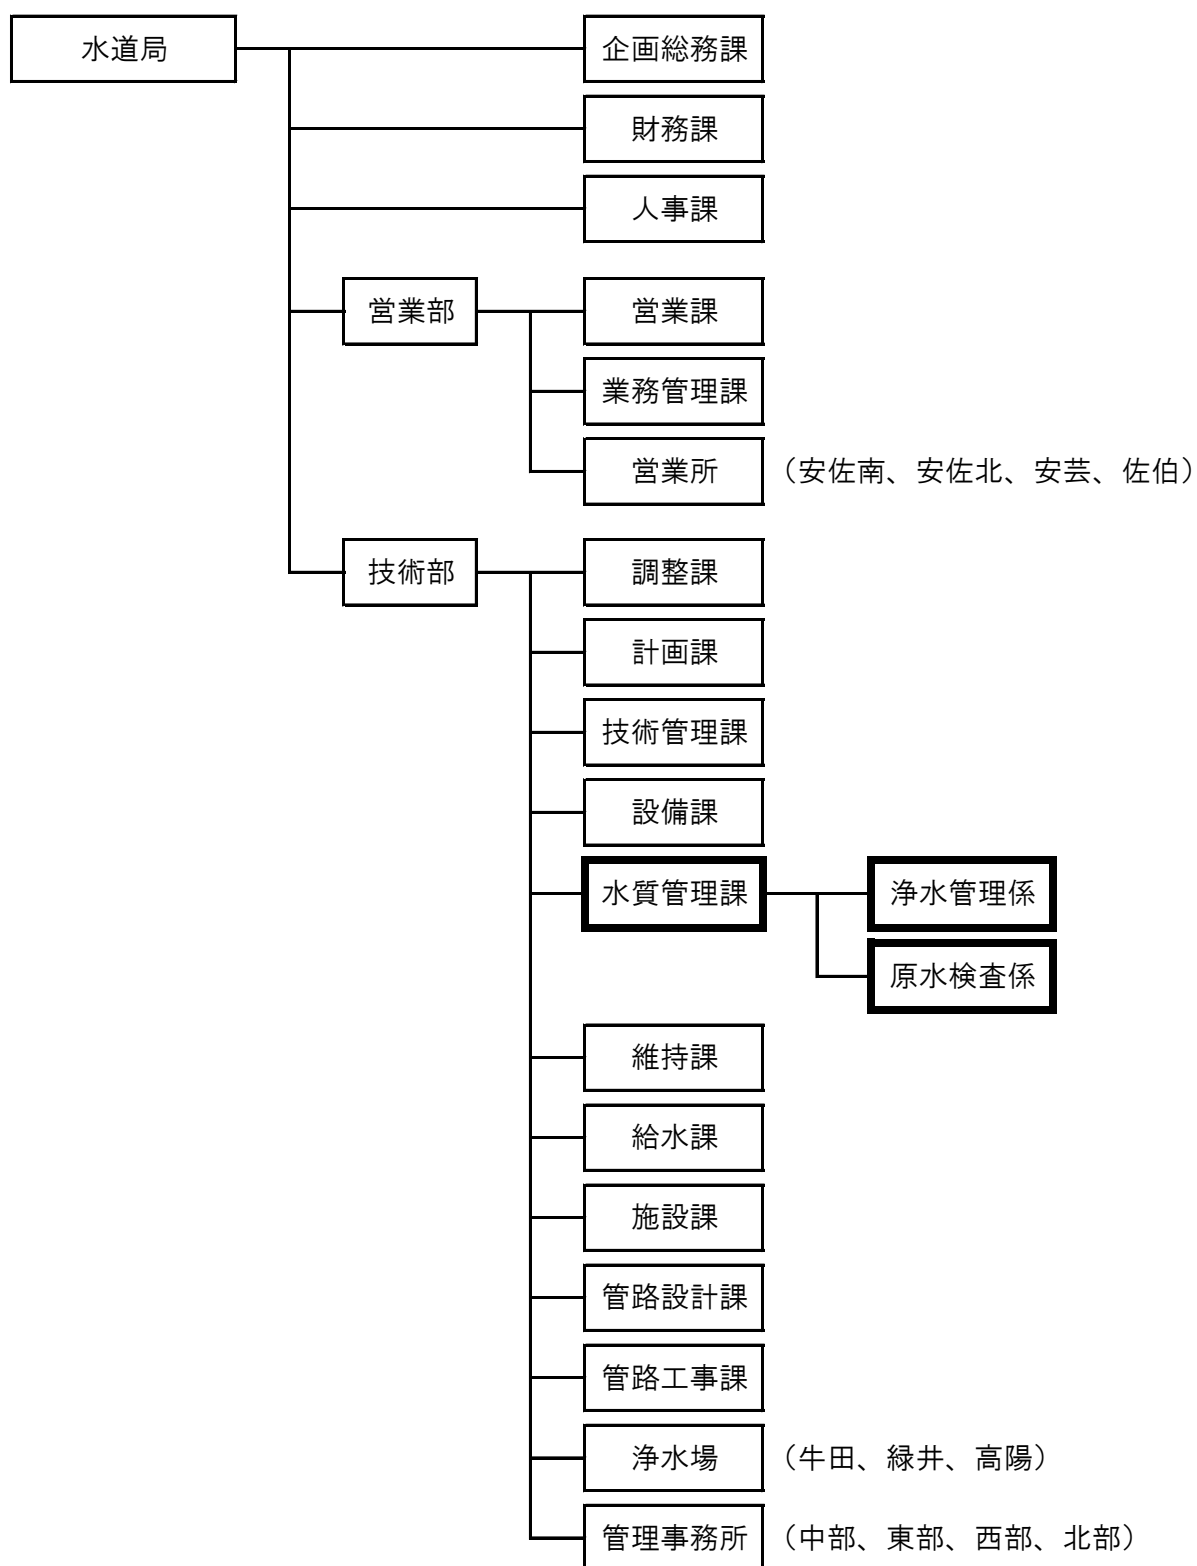 水道局
企画総務課
財務課
人事課
営業部
営業課
業務管理課
営業所 （安佐南、安佐北、安芸、佐伯）
技術部
調整課
計画課
技術管理課
設備課
水質管理課
浄水管理係
原水検査係
維持課
給水課
施設課
管路設計課
管路工事課
浄水場 （牛田、緑井、高陽）
管理事務所 （中部、東部、西部、北部）